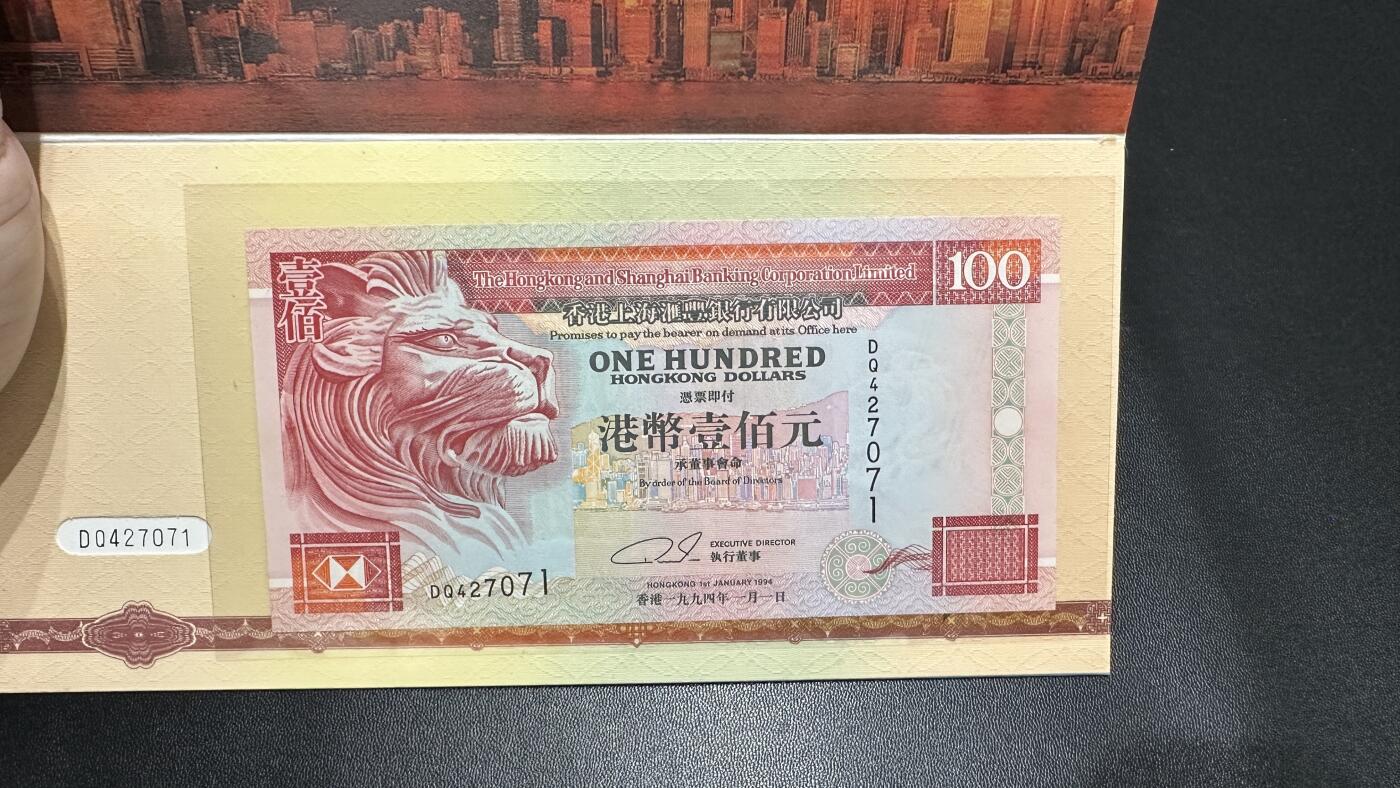 壹佰
The Hongkong and Shanghai Banking Corporation Limited
100
香港上海滙豐銀行有限公司
Promises to pay the bearer on demand at its Office here
ONE HUNDRED
HONGKONG DOLLARS
憑票即付
港幣壹佰元
承董事會命
By order of the Board of Directors
DQ427071
EXECUTIVE DIRECTOR
執行董事
HONGKONG 1st JANUARY 1994
香港一九九四年一月一日
DQ427071
DQ427071